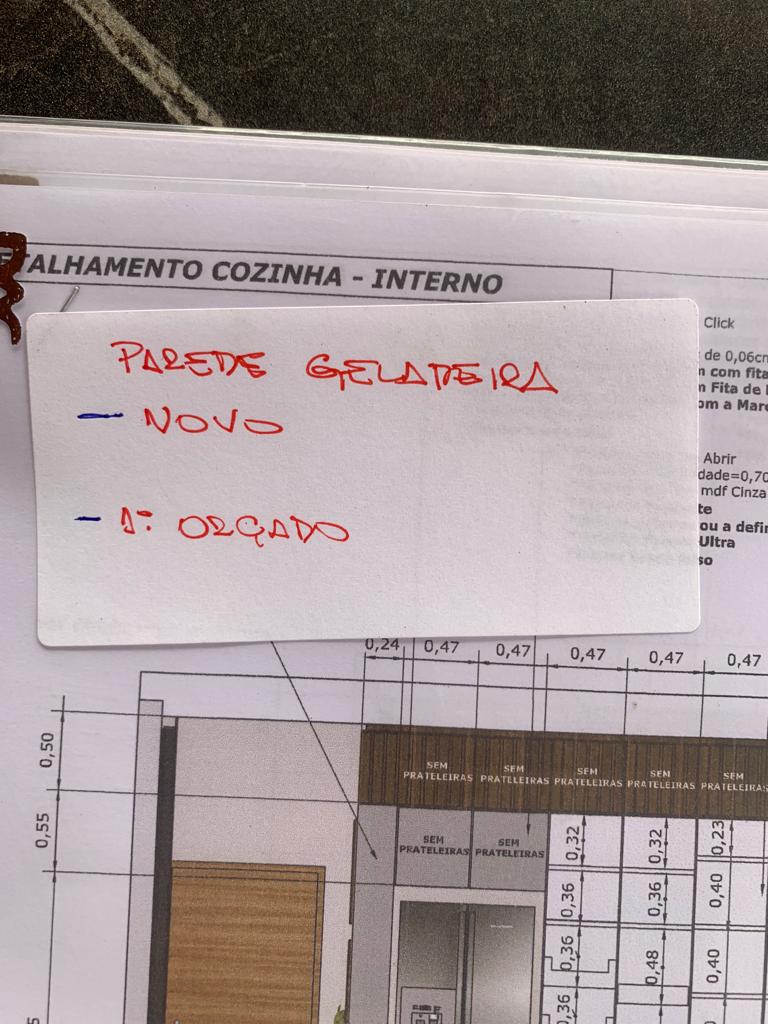 TALHAMENTO COZINHA - INTERNO
PAREDE GELADEIRA
- NOVO
- 1º ORÇADO
Click
de 0,06cm
com fita
Fita de
om a Mar
Abrir
dade=0,70
mdf Cinza
te
ou a defin
Ultra
so
0,24 0,47 0,47 0,47 0,47 0,47
0,50
SEM PRATELEIRAS
SEM PRATELEIRAS
SEM PRATELEIRAS
SEM PRATELEIRAS
SEM PRATELEIRAS
0,55
SEM PRATELEIRAS
SEM PRATELEIRAS
0,32 0,32 0,23
0,36 0,36 0,40
0,36 0,48 0,40
0,36